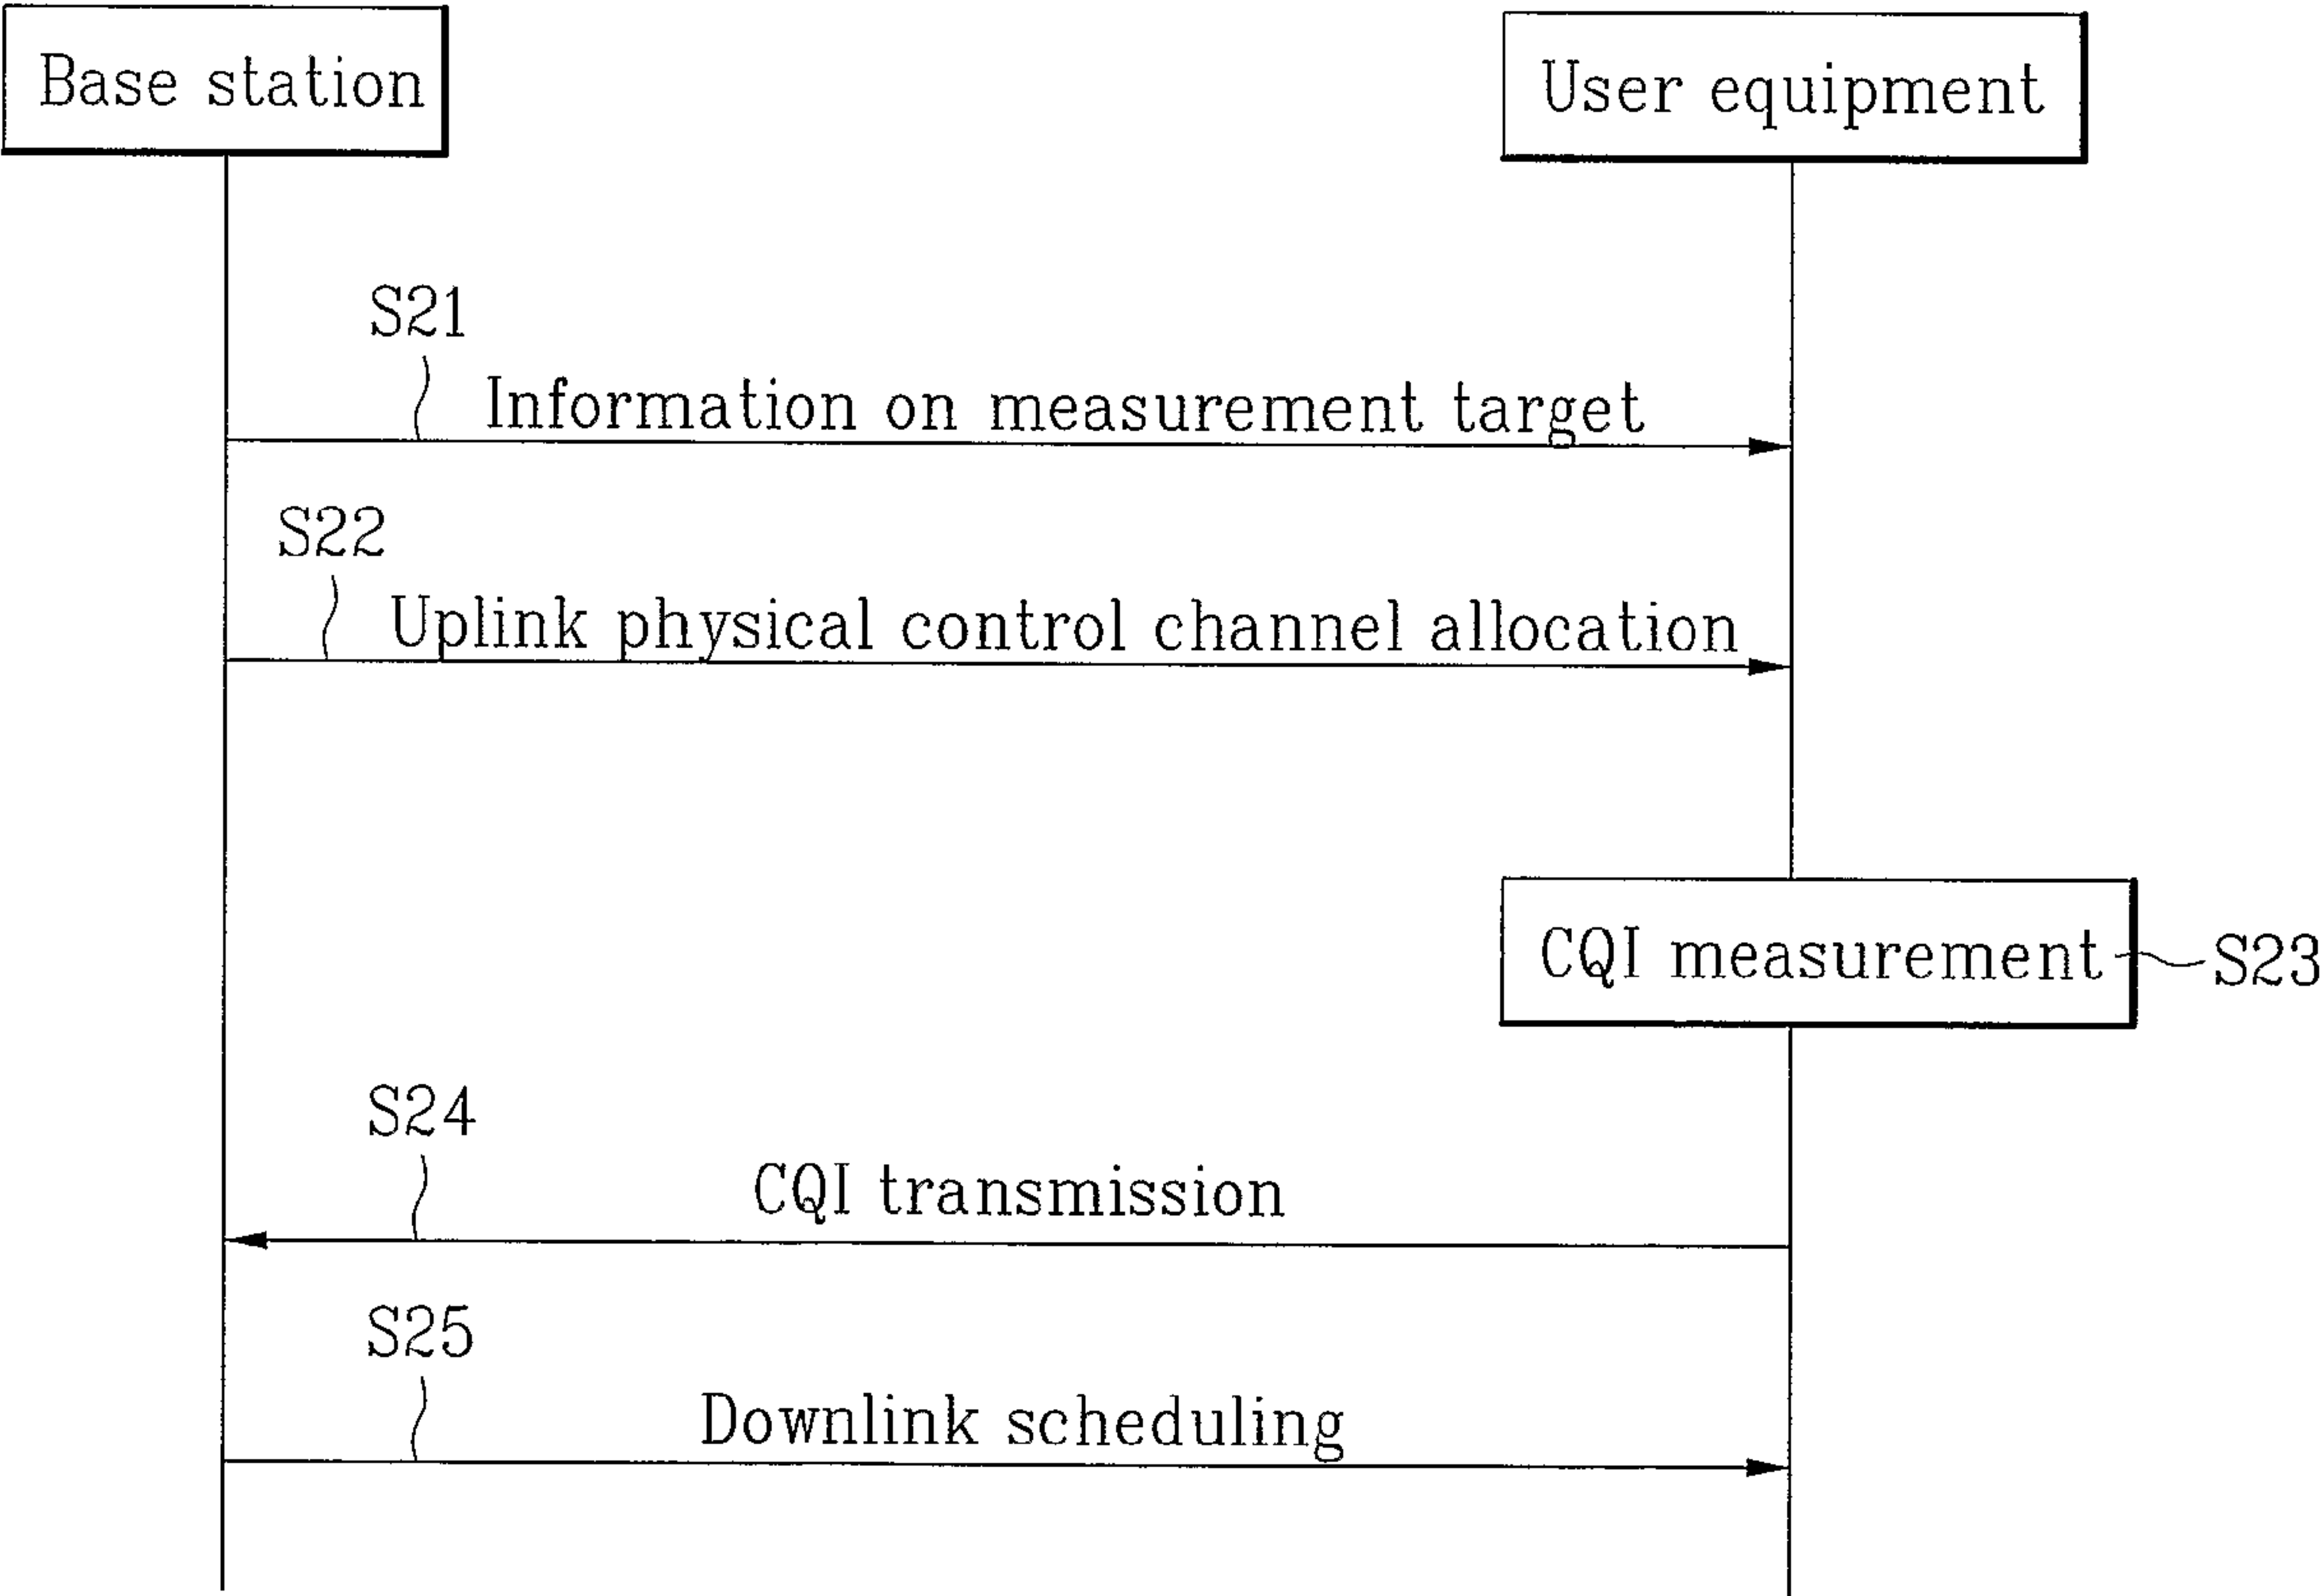 Base station
User equipment
S21
Information on measurement target
S22
Uplink physical control channel allocation
CQI measurement
S23
S24
CQI transmission
S25
Downlink scheduling